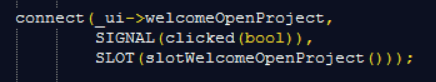 connect(_ui->welcomeOpenProject,
SIGNAL(clicked(bool)),
SLOT(slotWelcomeOpenProject()));